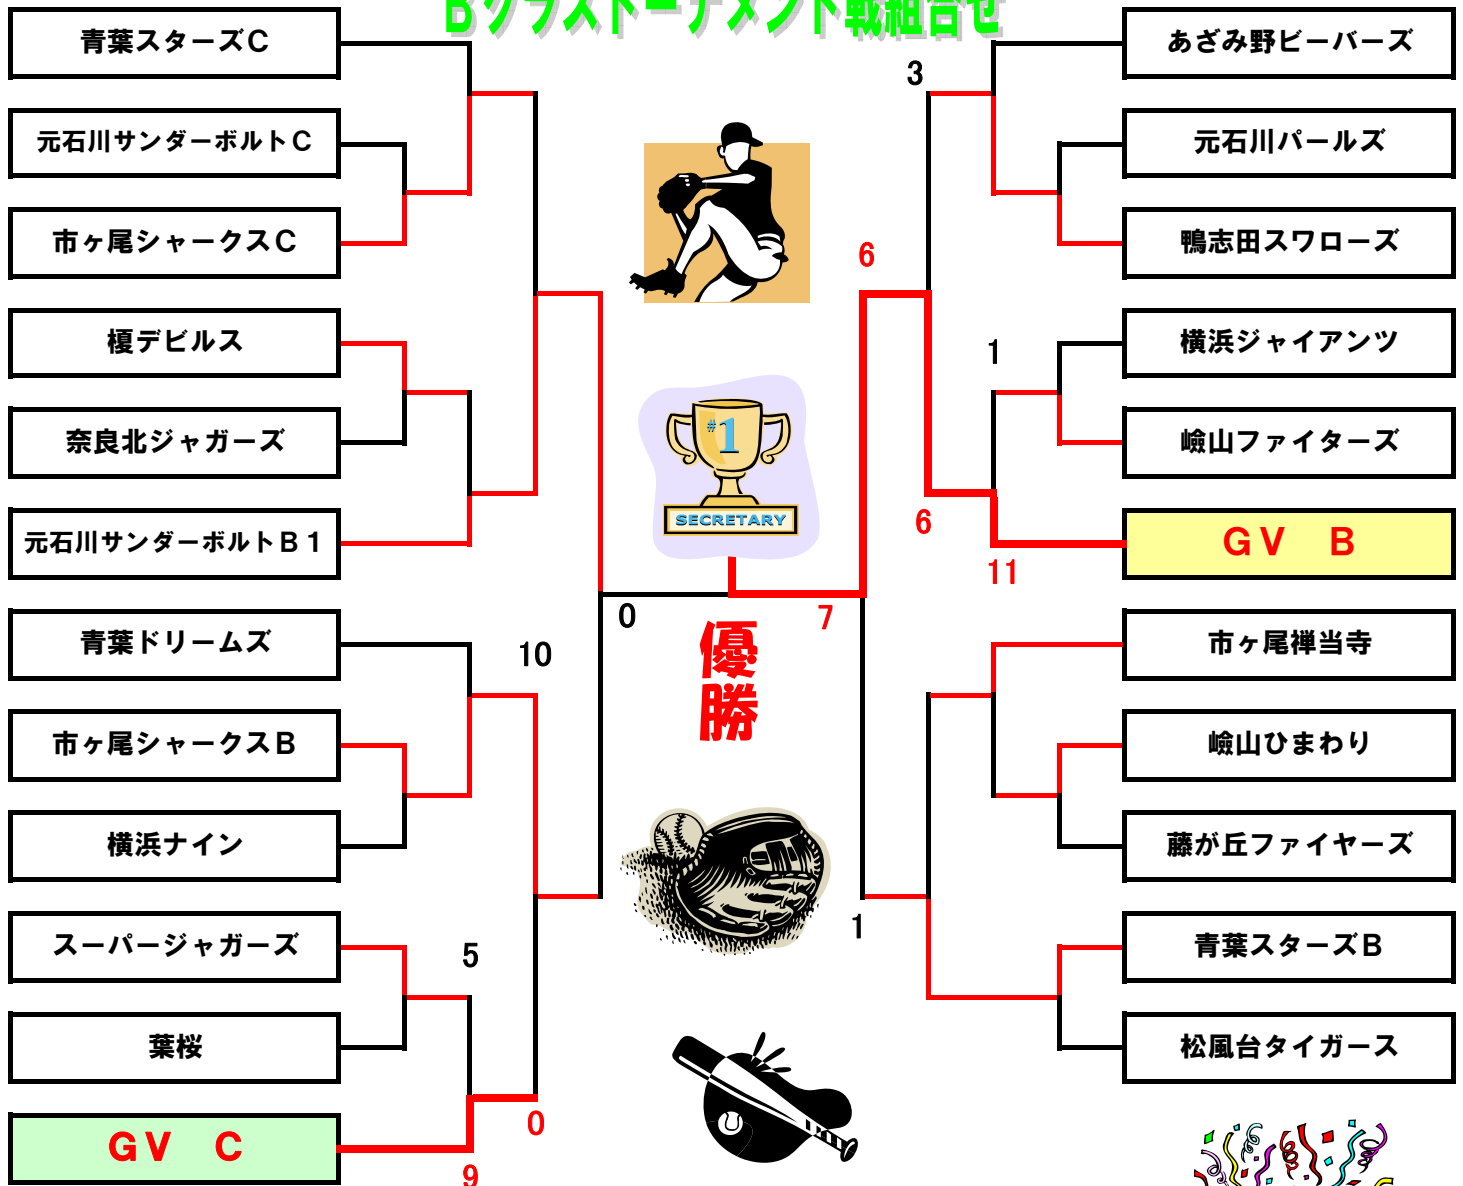 Bクラストーナメント戦組合せ
青葉スターズC
元石川サンダーボルトC
市ヶ尾シャークスC
榎デビルス
奈良北ジャガーズ
元石川サンダーボルトB1
青葉ドリームズ
市ヶ尾シャークスB
横浜ナイン
スーパージャガーズ
葉桜
GV C
10
5
0
9
0
7
優
勝
#1
SECRETARY
3
6
1
6
11
1
あざみ野ビーバーズ
元石川パールズ
鴨志田スワローズ
横浜ジャイアンツ
嶮山ファイターズ
GV B
市ヶ尾禅当寺
嶮山ひまわり
藤が丘ファイヤーズ
青葉スターズB
松風台タイガース